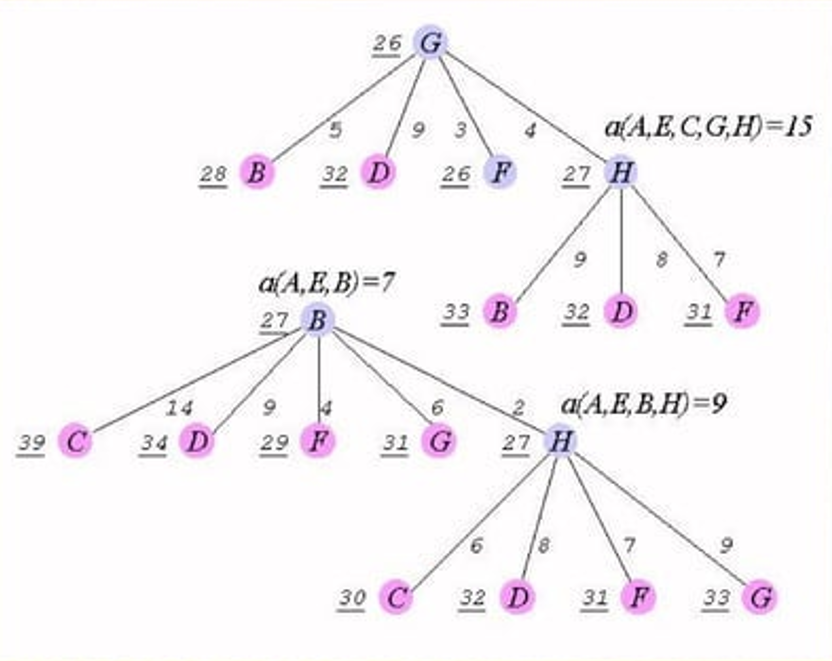 26 G
5 9 3 4
a(A,E,C,G,H)=15
28 B 32 D 26 F 27 H
9 8 7
33 B 32 D 31 F
a(A,E,B)=7
27 B
14 9 4 6 2
a(A,E,B,H)=9
39 C 34 D 29 F 31 G 27 H
6 8 7 9
30 C 32 D 31 F 33 G